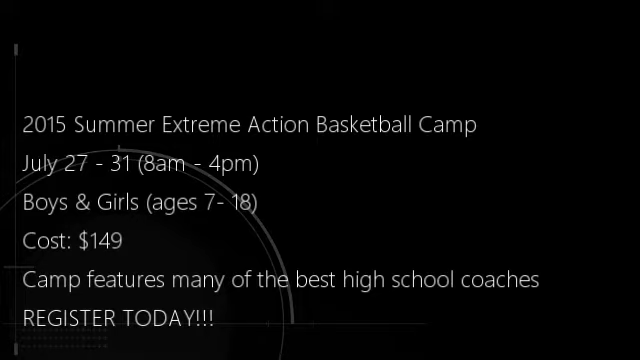 2015 Summer Extreme Action Basketball Camp
July 27 - 31 (8am - 4pm)
Boys & Girls (ages 7- 18)
Cost: $149
Camp features many of the best high school coaches
REGISTER TODAY!!!